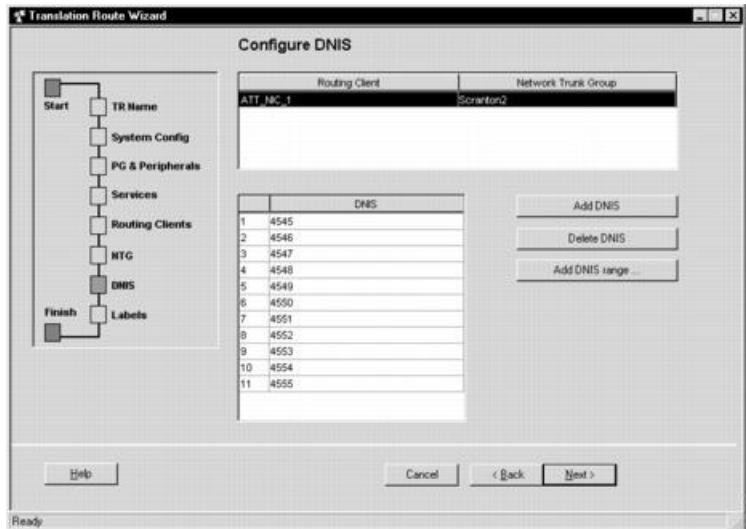 Translation Route Wizard
Configure DNIS
Start
TR Name
System Config
PG & Peripherals
Services
Routing Clients
NTG
DNIS
Finish
Labels
Routing Client Network Trunk Group
ATT_NIC_1 Scranton2
DNIS
1 4545
2 4546
3 4547
4 4548
5 4549
6 4550
7 4551
8 4552
9 4553
10 4554
11 4555
Add DNIS
Delete DNIS
Add DNIS range ...
Help
Cancel
< Back
Next >
Ready